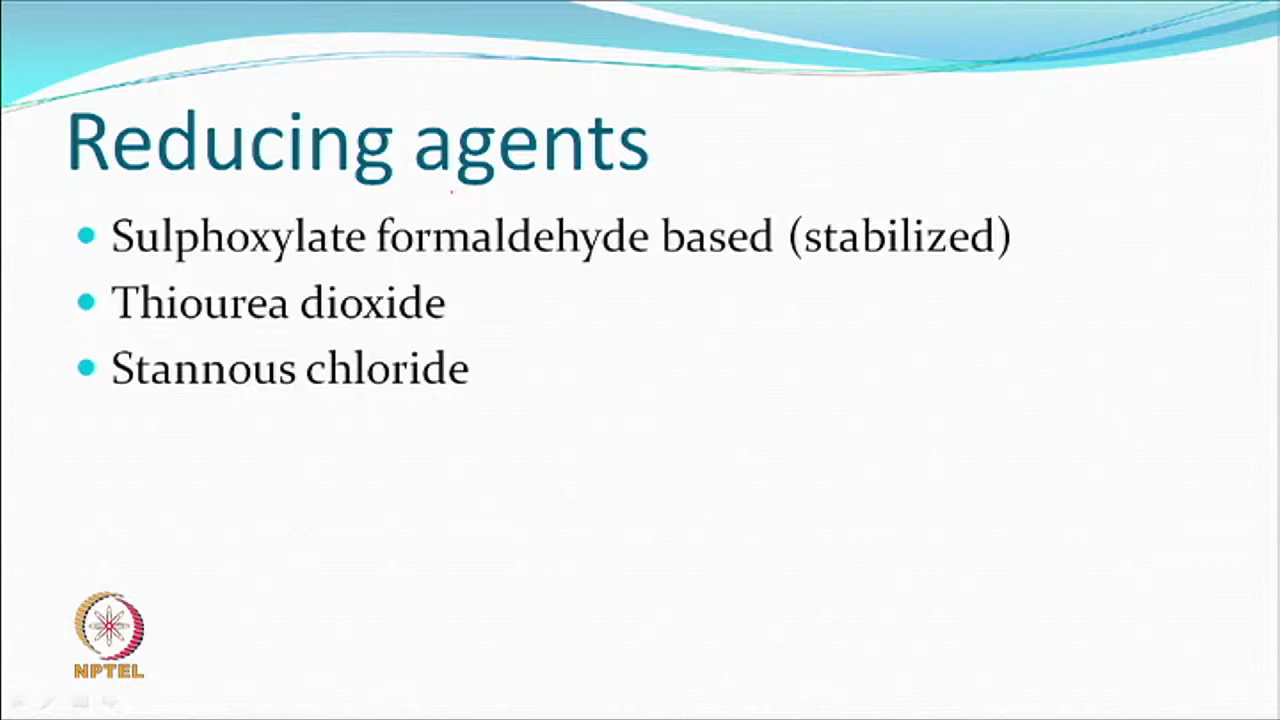 Reducing agents
Sulphoxylate formaldehyde based (stabilized)
Thiourea dioxide
Stannous chloride
NPTEL